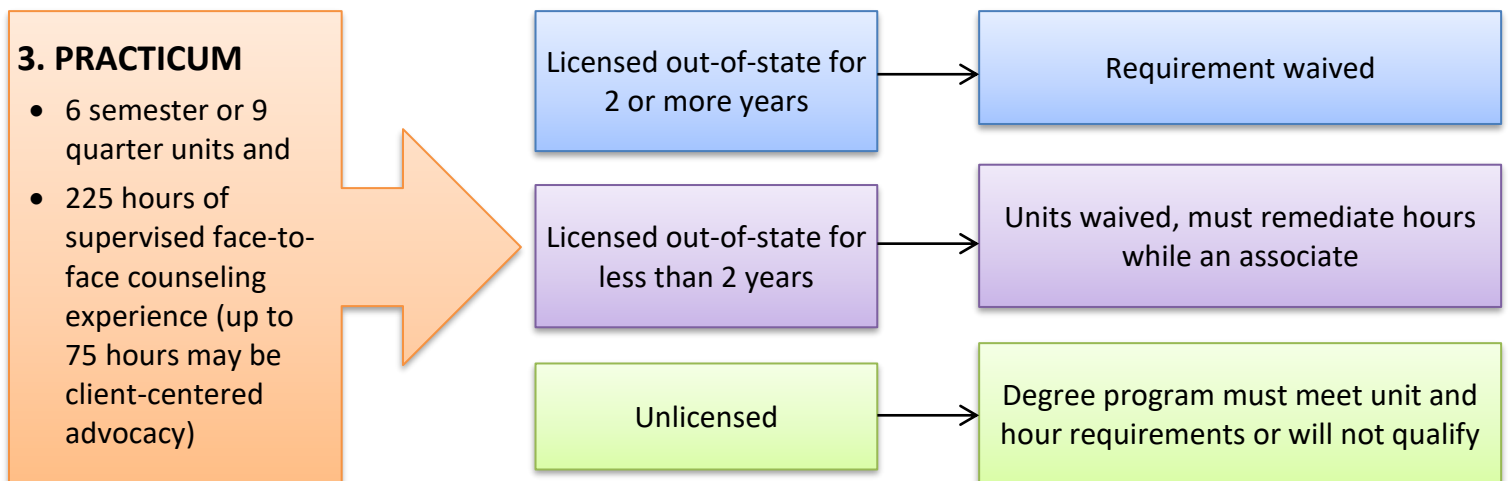 3. PRACTICUM
• 6 semester or 9
quarter units and
• 225 hours of
supervised face-to-
face counseling
experience (up to
75 hours may be
client-centered
advocacy)
Licensed out-of-state for
2 or more years
Requirement waived
Licensed out-of-state for
less than 2 years
Units waived, must remediate hours
while an associate
Unlicensed
Degree program must meet unit and
hour requirements or will not qualify